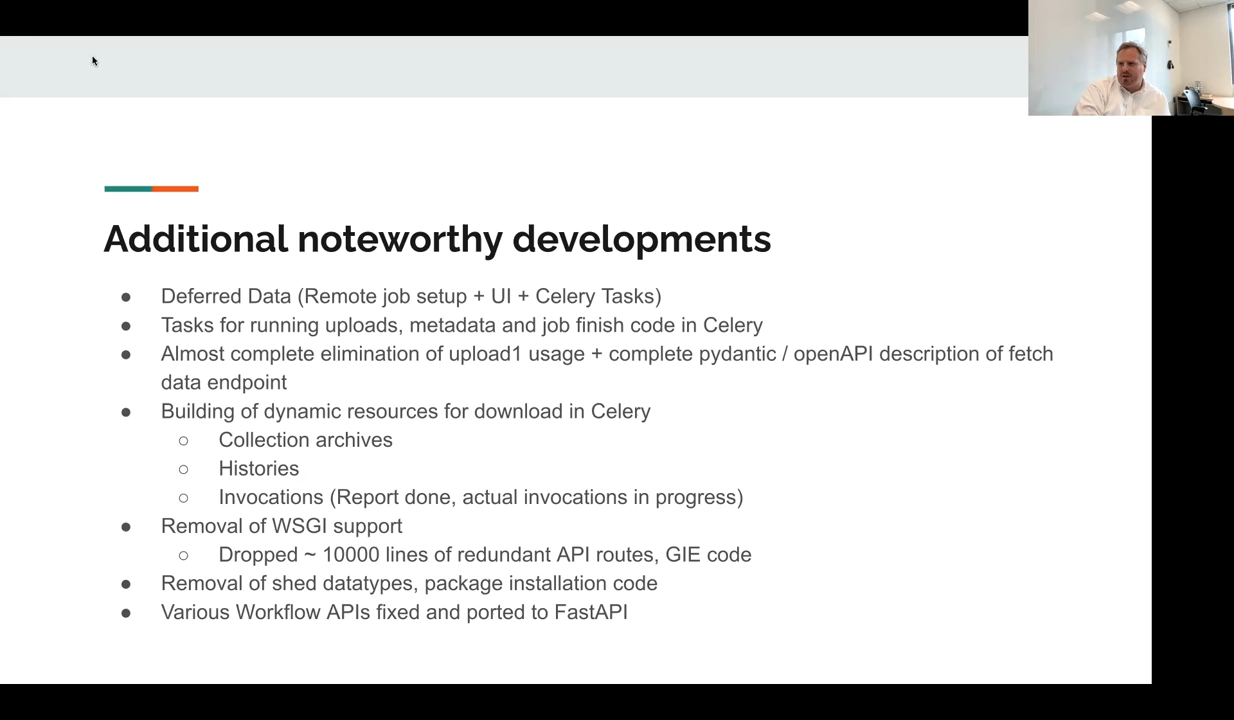 Additional noteworthy developments
● Deferred Data (Remote job setup + UI + Celery Tasks)
● Tasks for running uploads, metadata and job finish code in Celery
● Almost complete elimination of upload1 usage + complete pydantic / openAPI description of fetch
data endpoint
● Building of dynamic resources for download in Celery
○ Collection archives
○ Histories
○ Invocations (Report done, actual invocations in progress)
● Removal of WSGI support
○ Dropped ~ 10000 lines of redundant API routes, GIE code
● Removal of shed datatypes, package installation code
● Various Workflow APIs fixed and ported to FastAPI